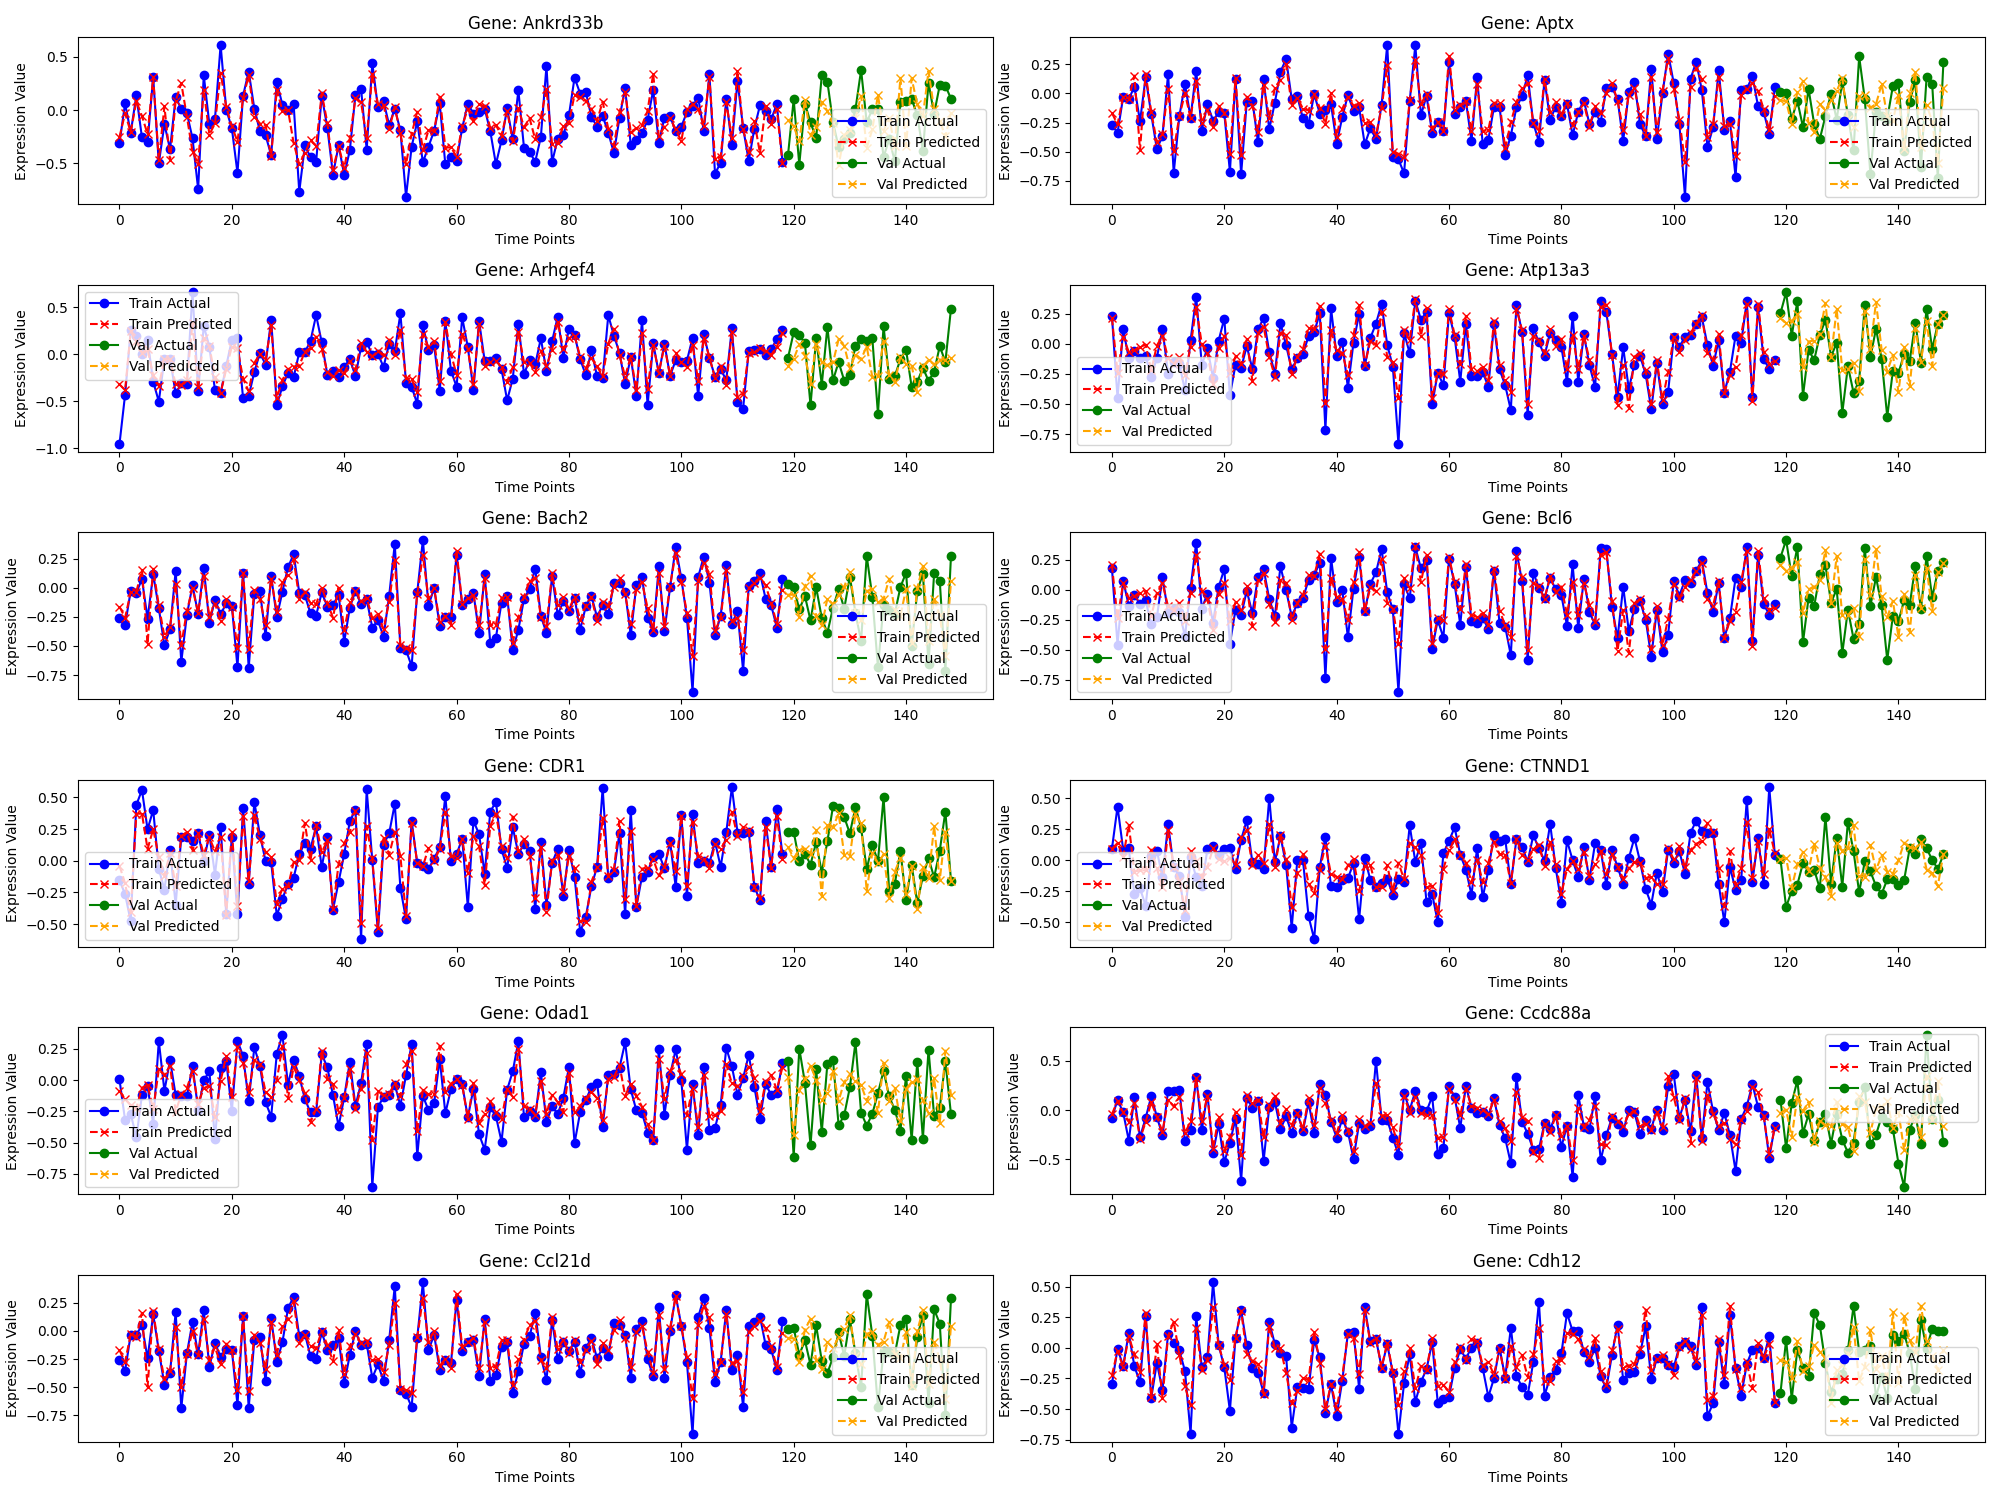 Gene: Ankrd33b
Expression Value
0.5
0.0
−0.5
Train Actual
Train Predicted
Val Actual
Val Predicted
0 20 40 60 80 100 120 140
Time Points
Gene: Aptx
Expression Value
0.25
0.00
−0.25
−0.50
−0.75
Train Actual
Train Predicted
Val Actual
Val Predicted
0 20 40 60 80 100 120 140
Time Points
Gene: Arhgef4
Expression Value
0.5
0.0
−0.5
−1.0
Train Actual
Train Predicted
Val Actual
Val Predicted
0 20 40 60 80 100 120 140
Time Points
Gene: Atp13a3
Expression Value
0.25
0.00
−0.25
−0.50
−0.75
Train Actual
Train Predicted
Val Actual
Val Predicted
0 20 40 60 80 100 120 140
Time Points
Gene: Bach2
Expression Value
0.25
0.00
−0.25
−0.50
−0.75
Train Actual
Train Predicted
Val Actual
Val Predicted
0 20 40 60 80 100 120 140
Time Points
Gene: Bcl6
Expression Value
0.25
0.00
−0.25
−0.50
−0.75
Train Actual
Train Predicted
Val Actual
Val Predicted
0 20 40 60 80 100 120 140
Time Points
Gene: CDR1
Expression Value
0.50
0.25
0.00
−0.25
−0.50
Train Actual
Train Predicted
Val Actual
Val Predicted
0 20 40 60 80 100 120 140
Time Points
Gene: CTNND1
Expression Value
0.50
0.25
0.00
−0.25
−0.50
Train Actual
Train Predicted
Val Actual
Val Predicted
0 20 40 60 80 100 120 140
Time Points
Gene: Odad1
Expression Value
0.25
0.00
−0.25
−0.50
−0.75
Train Actual
Train Predicted
Val Actual
Val Predicted
0 20 40 60 80 100 120 140
Time Points
Gene: Ccdc88a
Expression Value
0.5
0.0
−0.5
Train Actual
Train Predicted
Val Actual
Val Predicted
0 20 40 60 80 100 120 140
Time Points
Gene: Ccl21d
Expression Value
0.25
0.00
−0.25
−0.50
−0.75
Train Actual
Train Predicted
Val Actual
Val Predicted
0 20 40 60 80 100 120 140
Time Points
Gene: Cdh12
Expression Value
0.50
0.25
0.00
−0.25
−0.50
−0.75
Train Actual
Train Predicted
Val Actual
Val Predicted
0 20 40 60 80 100 120 140
Time Points